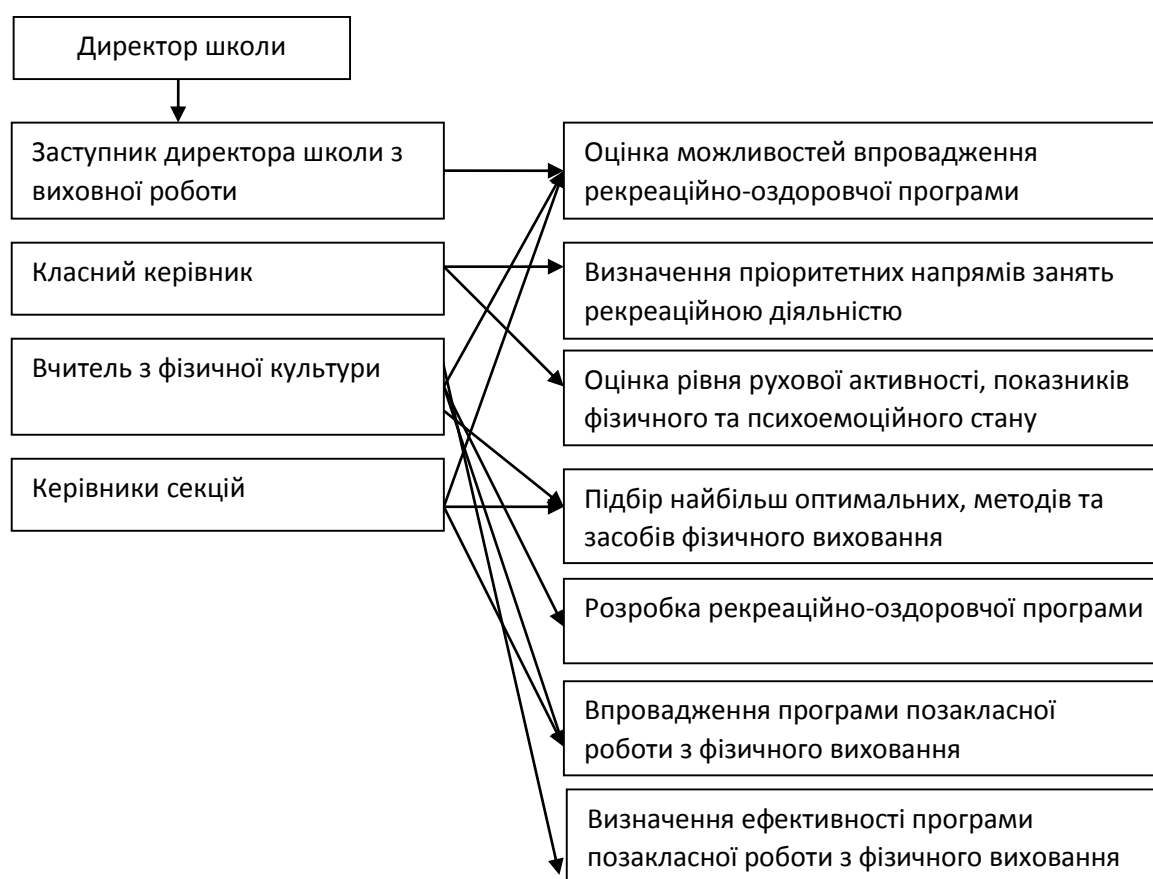 Директор школи
Заступник директора школи з
виховної роботи
Класний керівник
Вчитель з фізичної культури
Керівники секцій
Оцінка можливостей впровадження
рекреаційно-оздоровчої програми
Визначення пріоритетних напрямів занять
рекреаційною діяльністю
Оцінка рівня рухової активності, показників
фізичного та психоемоційного стану
Підбір найбільш оптимальних, методів та
засобів фізичного виховання
Розробка рекреаційно-оздоровчої програми
Впровадження програми позакласної
роботи з фізичного виховання
Визначення ефективності програми
позакласної роботи з фізичного виховання